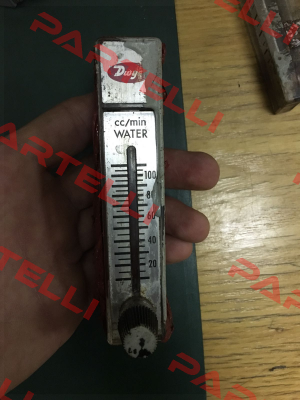 Dwyer
cc/min
WATER
100
80
60
40
20
PARTELLI
PARTELLI
PARTELLI
PARTELLI